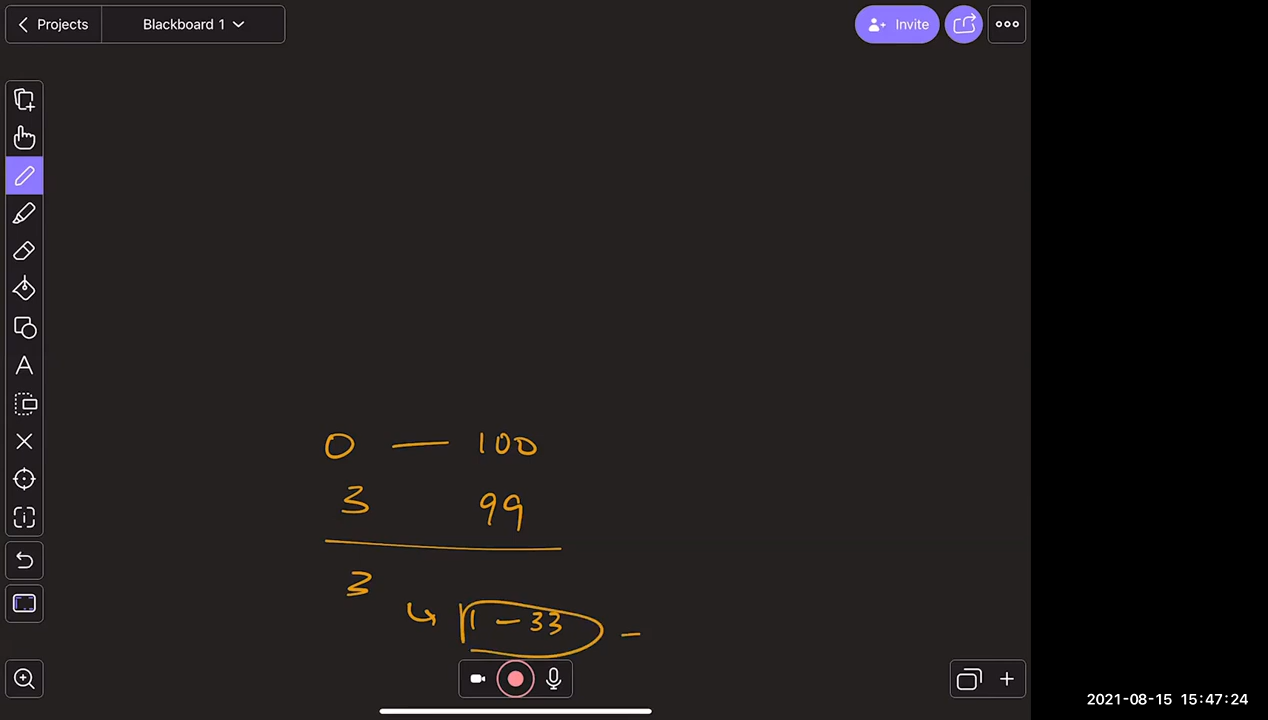 Projects Blackboard 1 Invite
A
0 — 100
3 99
3
↳ 1 – 33 –
2021-08-15 15:47:24